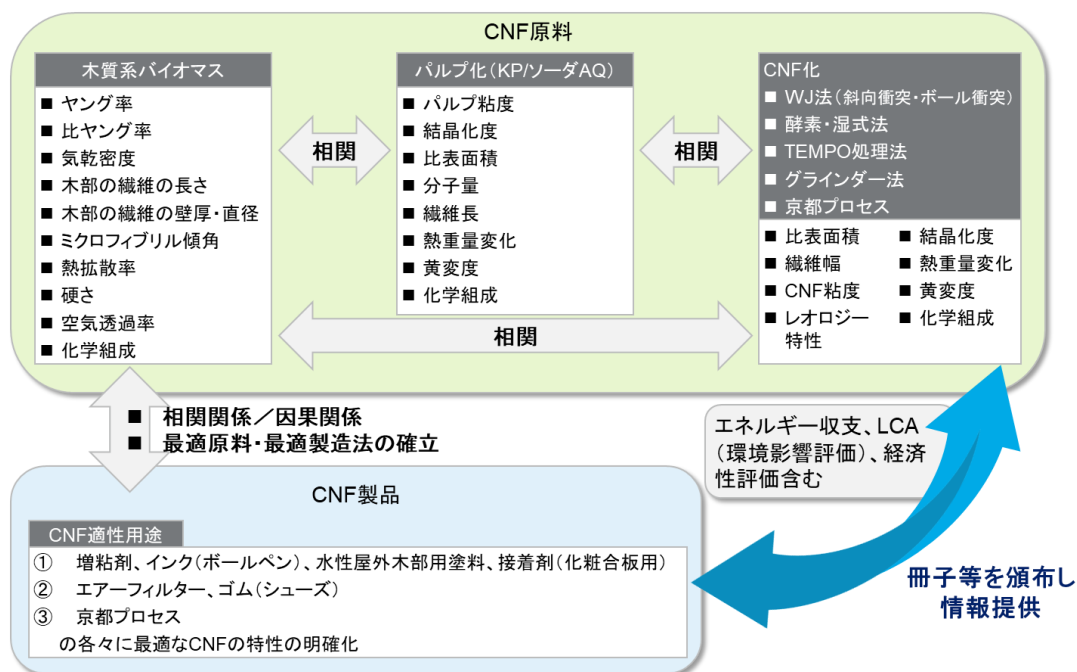 CNF原料
木質系バイオマス
■ ヤング率
■ 比ヤング率
■ 気乾密度
■ 木部の繊維の長さ
■ 木部の繊維の壁厚・直径
■ ミクロフィブリル傾角
■ 熱拡散率
■ 硬さ
■ 空気透過率
■ 化学組成
相関
パルプ化(KP/ソーダAQ)
■ パルプ粘度
■ 結晶化度
■ 比表面積
■ 分子量
■ 繊維長
■ 熱重量変化
■ 黄変度
■ 化学組成
相関
CNF化
■ WJ法(斜向衝突・ボール衝突)
■ 酵素・湿式法
■ TEMPO処理法
■ グラインダー法
■ 京都プロセス
■ 比表面積
■ 繊維幅
■ CNF粘度
■ レオロジー
特性
■ 結晶化度
■ 熱重量変化
■ 黄変度
■ 化学組成
相関
■ 相関関係／因果関係
■ 最適原料・最適製造法の確立
エネルギー収支、LCA
(環境影響評価)、経済
性評価含む
CNF製品
CNF適性用途
① 増粘剤、インク(ボールペン)、水性屋外木部用塗料、接着剤(化粧合板用)
② エアーフィルター、ゴム(シューズ)
③ 京都プロセス
の各々に最適なCNFの特性の明確化
冊子等を頒布し
情報提供